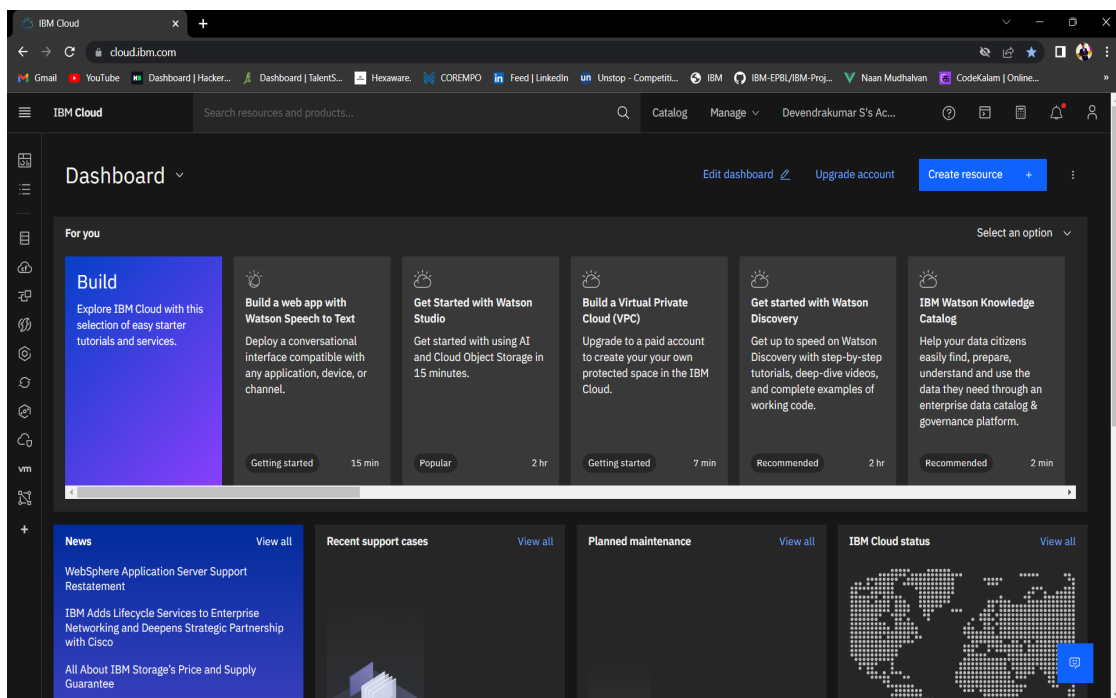 IBM Cloud
cloud.ibm.com
Gmail YouTube Dashboard | Hacker... Dashboard | TalentS... Hexaware. COREMPO Feed | LinkedIn Unstop - Competiti... IBM IBM-EPBL/IBM-Proj... Naan Mudhalvan CodeKalam | Online... »
IBM Cloud Search resources and products... Catalog Manage Devendrakumar S's Ac...
Dashboard
Edit dashboard Upgrade account Create resource +
For you
Select an option
Build
Explore IBM Cloud with this
selection of easy starter
tutorials and services.
Build a web app with
Watson Speech to Text
Deploy a conversational
interface compatible with
any application, device, or
channel.
Getting started 15 min
Get Started with Watson
Studio
Get started with using AI
and Cloud Object Storage in
15 minutes.
Popular 2 hr
Build a Virtual Private
Cloud (VPC)
Upgrade to a paid account
to create your your own
protected space in the IBM
Cloud.
Getting started 7 min
Get started with Watson
Discovery
Get up to speed on Watson
Discovery with step-by-step
tutorials, deep-dive videos,
and complete examples of
working code.
Recommended 2 hr
IBM Watson Knowledge
Catalog
Help your data citizens
easily find, prepare,
understand and use the
data they need through an
enterprise data catalog &
governance platform.
Recommended 2 min
vm
News View all
WebSphere Application Server Support
Restatement
IBM Adds Lifecycle Services to Enterprise
Networking and Deepens Strategic Partnership
with Cisco
All About IBM Storage's Price and Supply
Guarantee
Recent support cases View all
Planned maintenance View all
IBM Cloud status View all